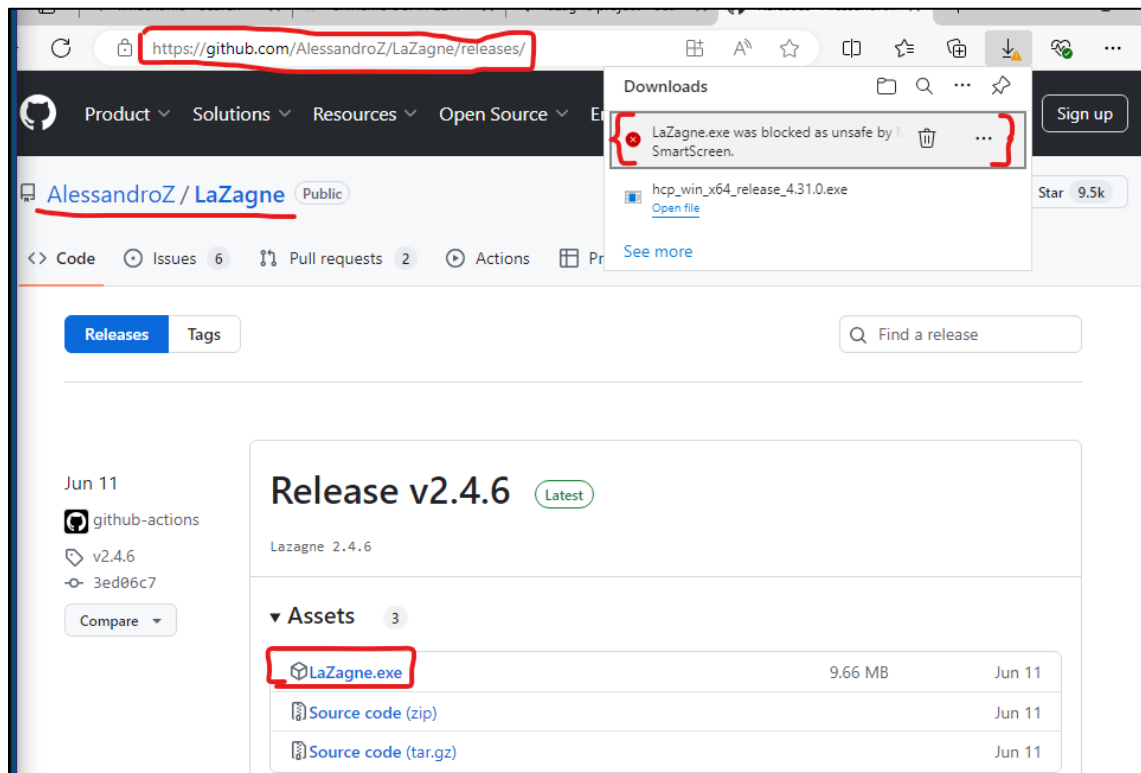 https://github.com/AlessandroZ/LaZagne/releases/
Downloads
Product Solutions Resources Open Source
Sign up
LaZagne.exe was blocked as unsafe by
SmartScreen.
hcp_win_x64_release_4.31.0.exe
Open file
See more
AlessandroZ / LaZagne Public
Star 9.5k
Code Issues 6 Pull requests 2 Actions
Releases Tags
Find a release
Jun 11
github-actions
v2.4.6
3ed06c7
Compare
Release v2.4.6 Latest
Lazagne 2.4.6
Assets 3
LaZagne.exe 9.66 MB Jun 11
Source code (zip) Jun 11
Source code (tar.gz) Jun 11